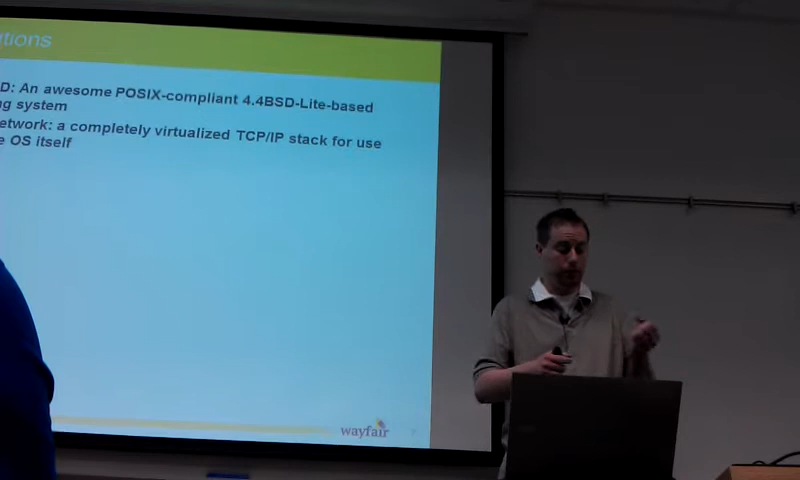 tions
D: An awesome POSIX-compliant 4.4BSD-Lite-based
ng system
etwork: a completely virtualized TCP/IP stack for use
e OS itself
wayfair